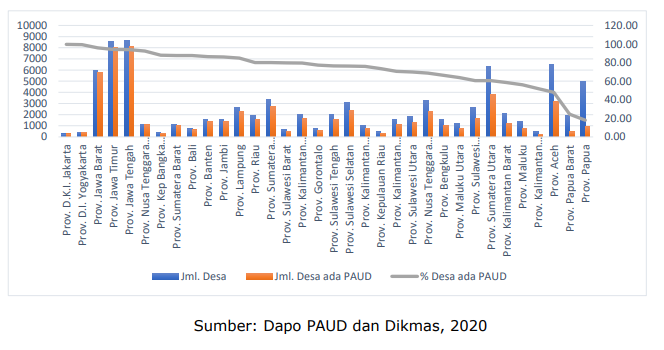 10000
9000
8000
7000
6000
5000
4000
3000
2000
1000
0
120.00
100.00
80.00
60.00
40.00
20.00
0.00
Prov. D.K.I. Jakarta
Prov. D.I. Yogyakarta
Prov. Jawa Barat
Prov. Jawa Timur
Prov. Jawa Tengah
Prov. Nusa Tenggara…
Prov. Kep Bangka…
Prov. Sumatera Barat
Prov. Bali
Prov. Banten
Prov. Jambi
Prov. Lampung
Prov. Riau
Prov. Sumatera…
Prov. Sulawesi Barat
Prov. Kalimantan…
Prov. Gorontalo
Prov. Sulawesi Tengah
Prov. Sulawesi Selatan
Prov. Kalimantan…
Prov. Kepulauan Riau
Prov. Kalimantan…
Prov. Sulawesi Utara
Prov. Nusa Tenggara…
Prov. Bengkulu
Prov. Maluku Utara
Prov. Sulawesi…
Prov. Sumatera Utara
Prov. Kalimantan Barat
Prov. Maluku
Prov. Kalimantan…
Prov. Aceh
Prov. Papua Barat
Prov. Papua
Jml. Desa
Jml. Desa ada PAUD
% Desa ada PAUD
Sumber: Dapo PAUD dan Dikmas, 2020